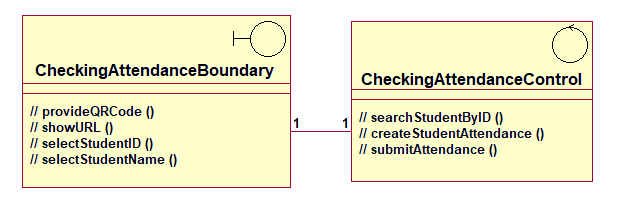 CheckingAttendanceBoundary
// provideQRCode ()
// showURL ()
// selectStudentID ()
// selectStudentName ()
1
1
CheckingAttendanceControl
// searchStudentByID ()
// createStudentAttendance ()
// submitAttendance ()